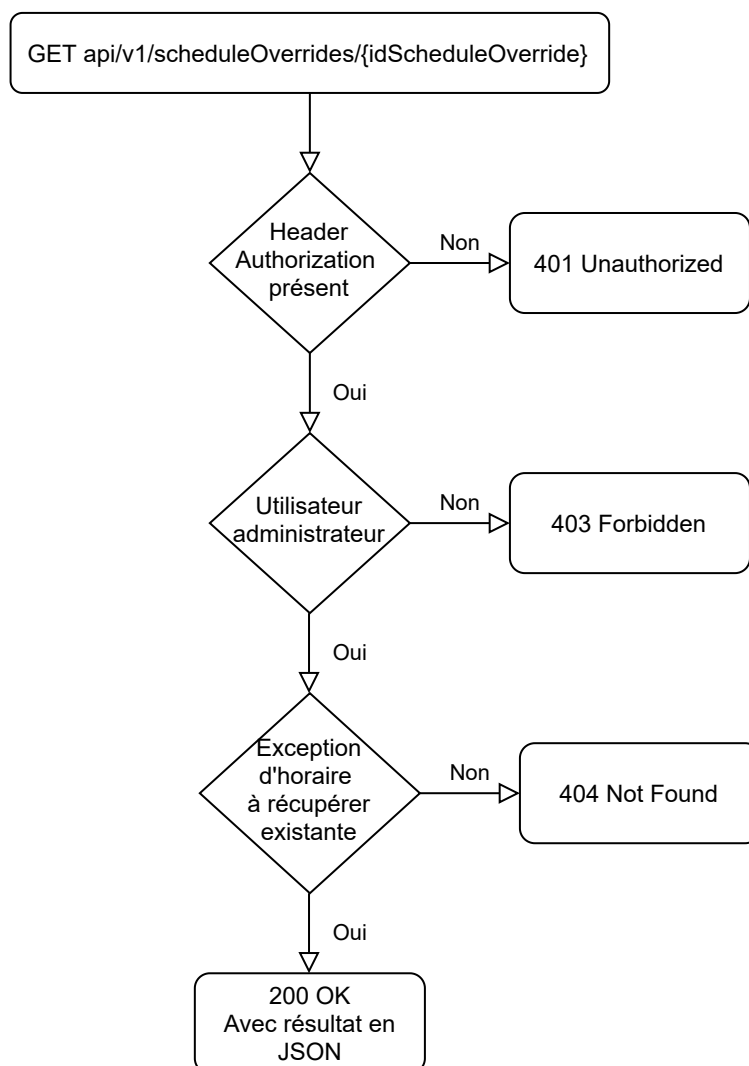 GET api/v1/scheduleOverrides/{idScheduleOverride}
Header
Authorization
présent
Non
401 Unauthorized
Oui
Utilisateur
administrateur
Non
403 Forbidden
Oui
Exception
d'horaire
à récupérer
existante
Non
404 Not Found
Oui
200 OK
Avec résultat en
JSON